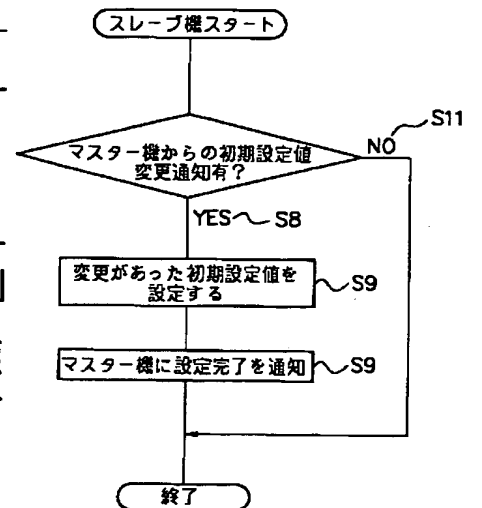 スレーブ機スタート
S11
NO
マスター機からの初期設定値
変更通知有?
YES S8
変更があった初期設定値を
設定する
S9
マスター機に設定完了を通知
S9
終了